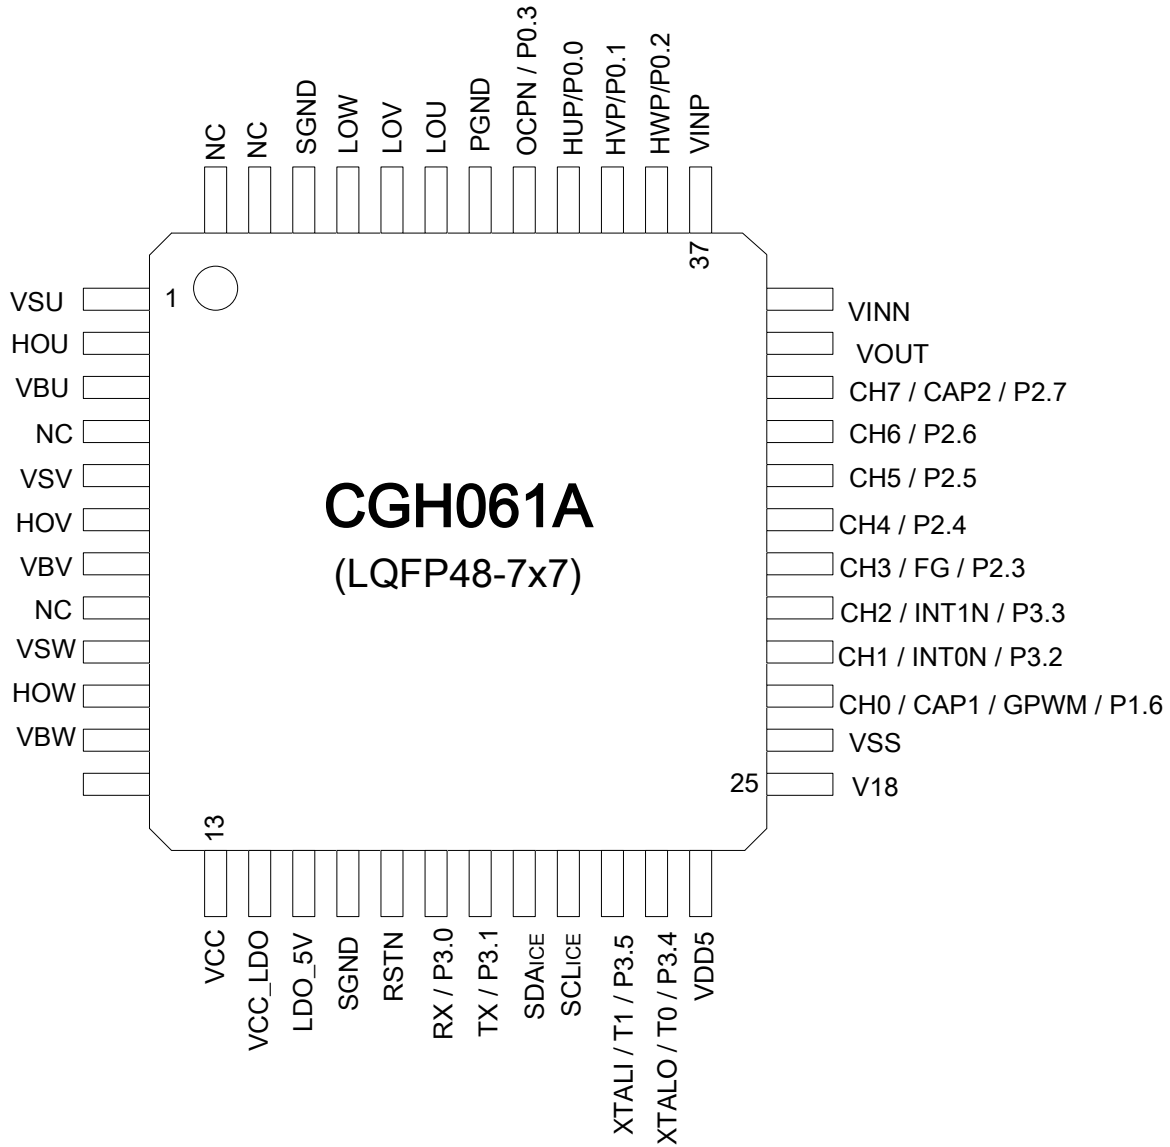 NC
NC
SGND
LOW
LOV
LOU
PGND
OCPN / P0.3
HUP/P0.0
HVP/P0.1
HWP/P0.2
VINP
37
1
VSU
HOU
VBU
NC
VSV
HOV
VBV
NC
VSW
HOW
VBW
CGH061A
(LQFP48-7x7)
VINN
VOUT
CH7 / CAP2 / P2.7
CH6 / P2.6
CH5 / P2.5
CH4 / P2.4
CH3 / FG / P2.3
CH2 / INT1N / P3.3
CH1 / INT0N / P3.2
CH0 / CAP1 / GPWM / P1.6
VSS
V18
25
13
VCC
VCC_LDO
LDO_5V
SGND
RSTN
RX / P3.0
TX / P3.1
SDAICE
SCLICE
XTALI / T1 / P3.5
XTALO / T0 / P3.4
VDD5